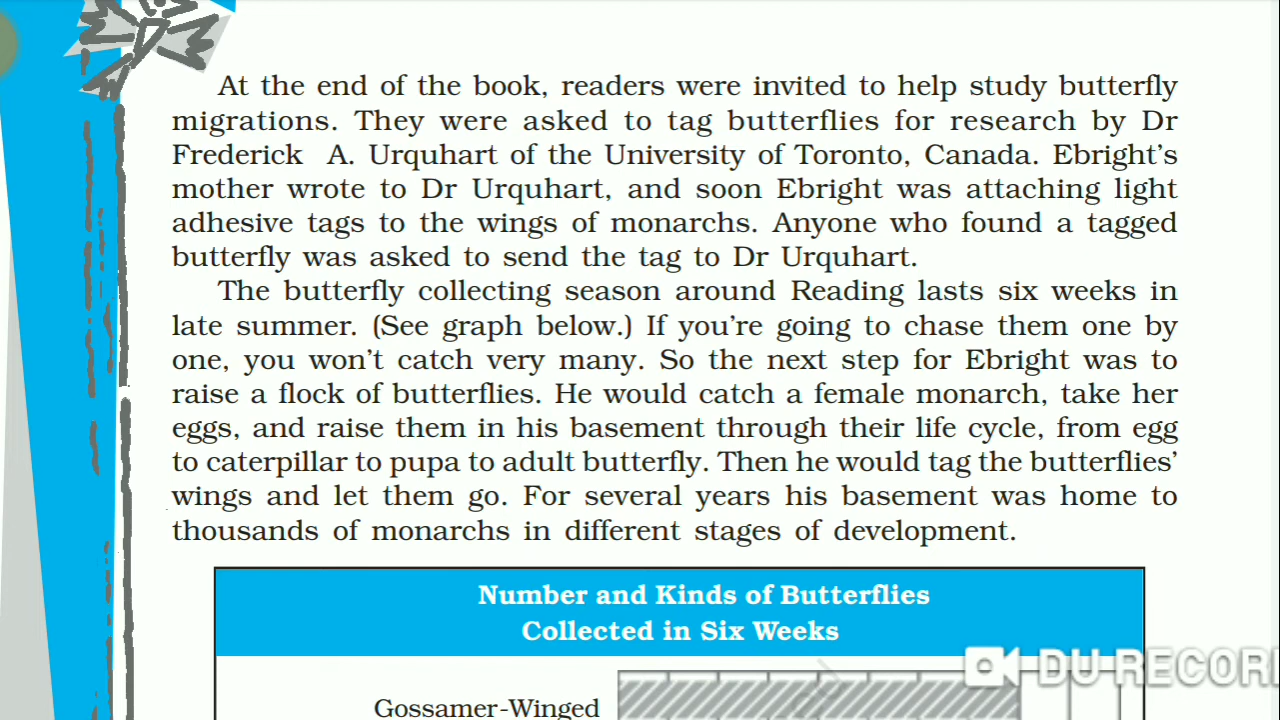 At the end of the book, readers were invited to help study butterfly
migrations. They were asked to tag butterflies for research by Dr
Frederick A. Urquhart of the University of Toronto, Canada. Ebright's
mother wrote to Dr Urquhart, and soon Ebright was attaching light
adhesive tags to the wings of monarchs. Anyone who found a tagged
butterfly was asked to send the tag to Dr Urquhart.
The butterfly collecting season around Reading lasts six weeks in
late summer. (See graph below.) If you're going to chase them one by
one, you won't catch very many. So the next step for Ebright was to
raise a flock of butterflies. He would catch a female monarch, take her
eggs, and raise them in his basement through their life cycle, from egg
to caterpillar to pupa to adult butterfly. Then he would tag the butterflies'
wings and let them go. For several years his basement was home to
thousands of monarchs in different stages of development.
Number and Kinds of Butterflies
Collected in Six Weeks
DU RECOR
Gossamer-Winged